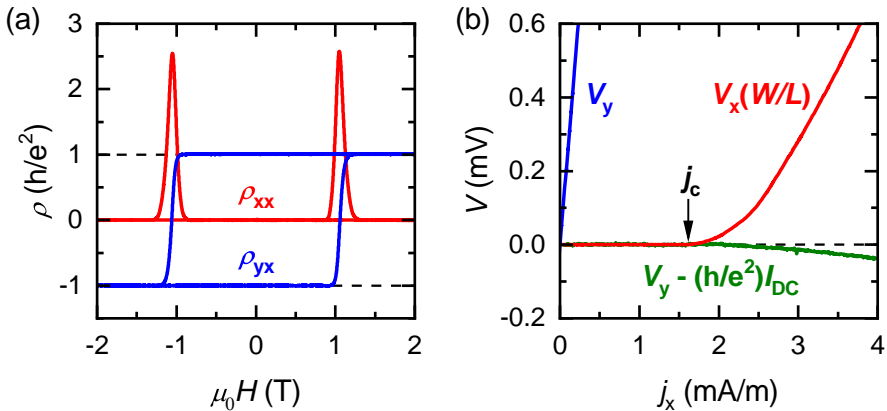 (a)
3
2
1
0
-1
ρ (h/e²)
ρxx
ρyx
-2 -1 0 1 2
μ₀H (T)
(b)
0.6
0.4
0.2
0.0
-0.2
V (mV)
Vy
Vx(W/L)
jc
Vy - (h/e²)IDC
0 1 2 3 4
jx (mA/m)